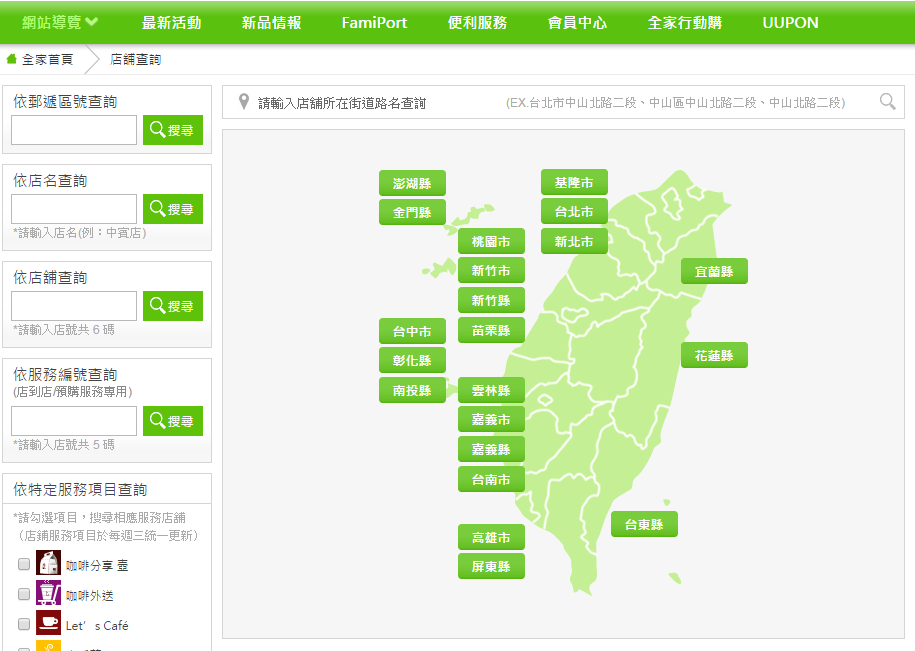 網站導覽 最新活動 新品情報 FamiPort 便利服務 會員中心 全家行動購 UUPON
全家首頁 店舖查詢
依郵遞區號查詢
搜尋
依店名查詢
搜尋
*請輸入店名(例：中賓店)
依店舖查詢
搜尋
*請輸入店號共 6 碼
依服務編號查詢
(店到店/預購服務專用)
搜尋
*請輸入店號共 5 碼
依特定服務項目查詢
*請勾選項目，搜尋相應服務店舖
（店鋪服務項目於每週三統一更新）
咖啡分享 壺
咖啡外送
Let’s Café
請輸入店舖所在街道路名查詢 (EX.台北市中山北路二段、中山區中山北路二段、中山北路二段)
澎湖縣 基隆市
金門縣 台北市
桃園市 新北市
新竹市 宜蘭縣
新竹縣
台中市 苗栗縣
彰化縣 花蓮縣
南投縣 雲林縣
嘉義市
嘉義縣
台南市
台東縣
高雄市
屏東縣